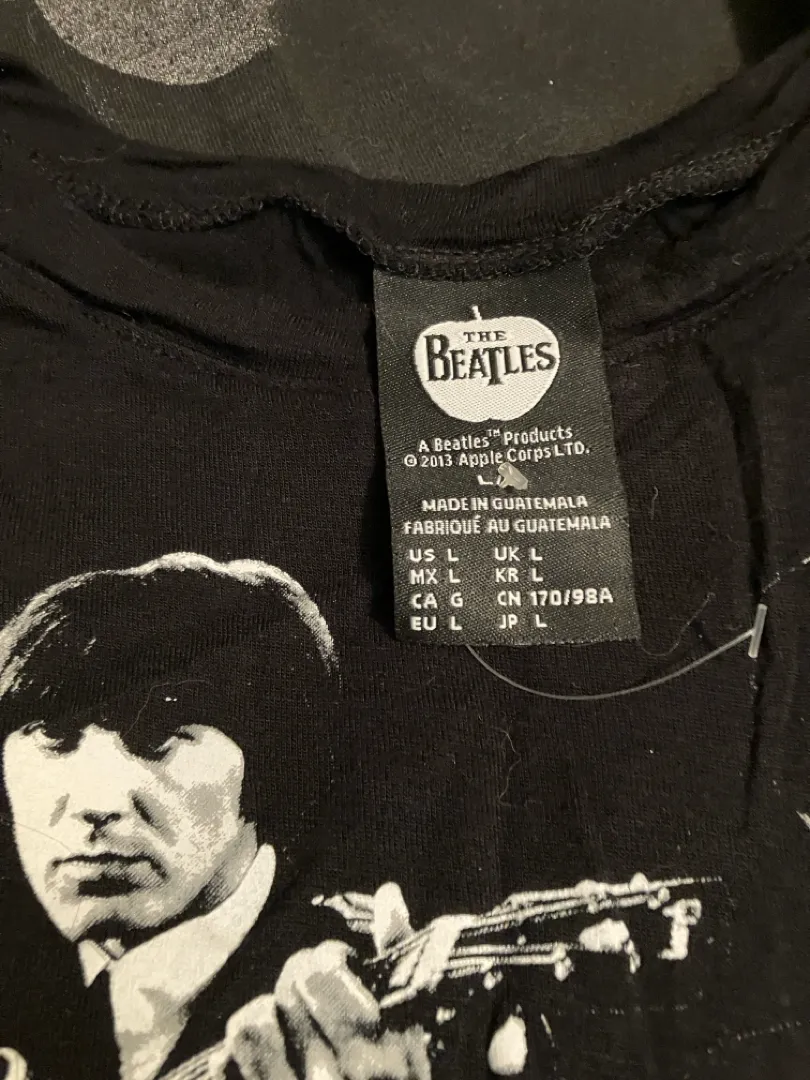 THE
BEATLES
A Beatles™ Products
© 2013 Apple Corps LTD.
L
MADE IN GUATEMALA
FABRIQUÉ AU GUATEMALA
US L UK L
MX L KR L
CA G CN 170/98A
EU L JP L